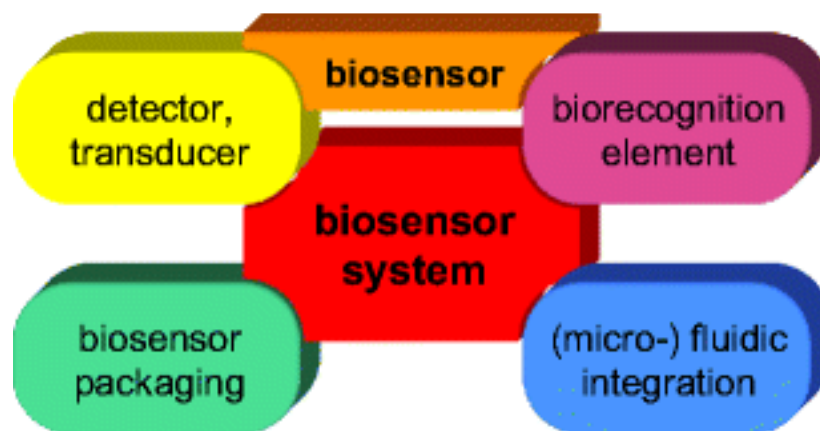 biosensor
detector,
transducer
biorecognition
element
biosensor
system
biosensor
packaging
(micro-) fluidic
integration